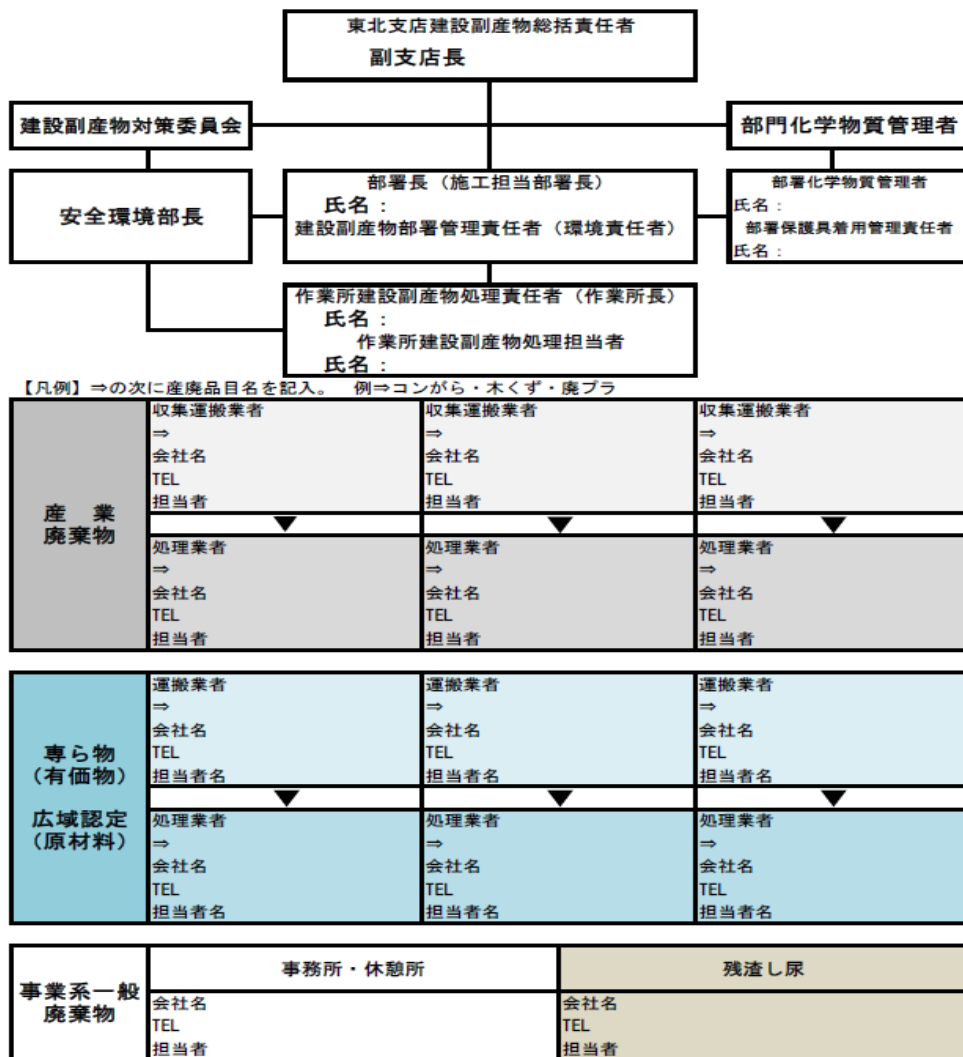 東北支店建設副産物総括責任者
副支店長
建設副産物対策委員会
部門化学物質管理者
安全環境部長
部署長（施工担当部署長）
氏名：
建設副産物部署管理責任者（環境責任者）
部署化学物質管理者
氏名：
部署保護具着用管理責任者
氏名：
作業所建設副産物処理責任者（作業所長）
氏名：
作業所建設副産物処理担当者
氏名：
【凡例】⇒の次に産廃品目名を記入。　例⇒コンがら・木くず・廃プラ
産　業
廃棄物
収集運搬業者
⇒
会社名
TEL
担当者
収集運搬業者
⇒
会社名
TEL
担当者
収集運搬業者
⇒
会社名
TEL
担当者
▼
▼
▼
処理業者
⇒
会社名
TEL
担当者
処理業者
⇒
会社名
TEL
担当者
処理業者
⇒
会社名
TEL
担当者
専ら物
（有価物）
広域認定
（原材料）
運搬業者
⇒
会社名
TEL
担当者名
運搬業者
⇒
会社名
TEL
担当者名
運搬業者
⇒
会社名
TEL
担当者名
▼
▼
▼
処理業者
⇒
会社名
TEL
担当者名
処理業者
⇒
会社名
TEL
担当者名
処理業者
⇒
会社名
TEL
担当者名
事業系一般
廃棄物
事務所・休憩所
会社名
TEL
担当者
残渣し尿
会社名
TEL
担当者